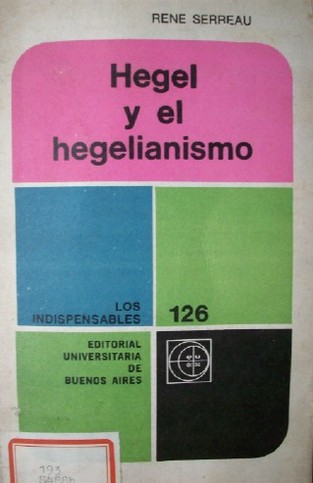 RENE SERREAU
Hegel
y el
hegelianismo
LOS
INDISPENSABLES
126
EDITORIAL
UNIVERSITARIA
DE
BUENOS AIRES
193